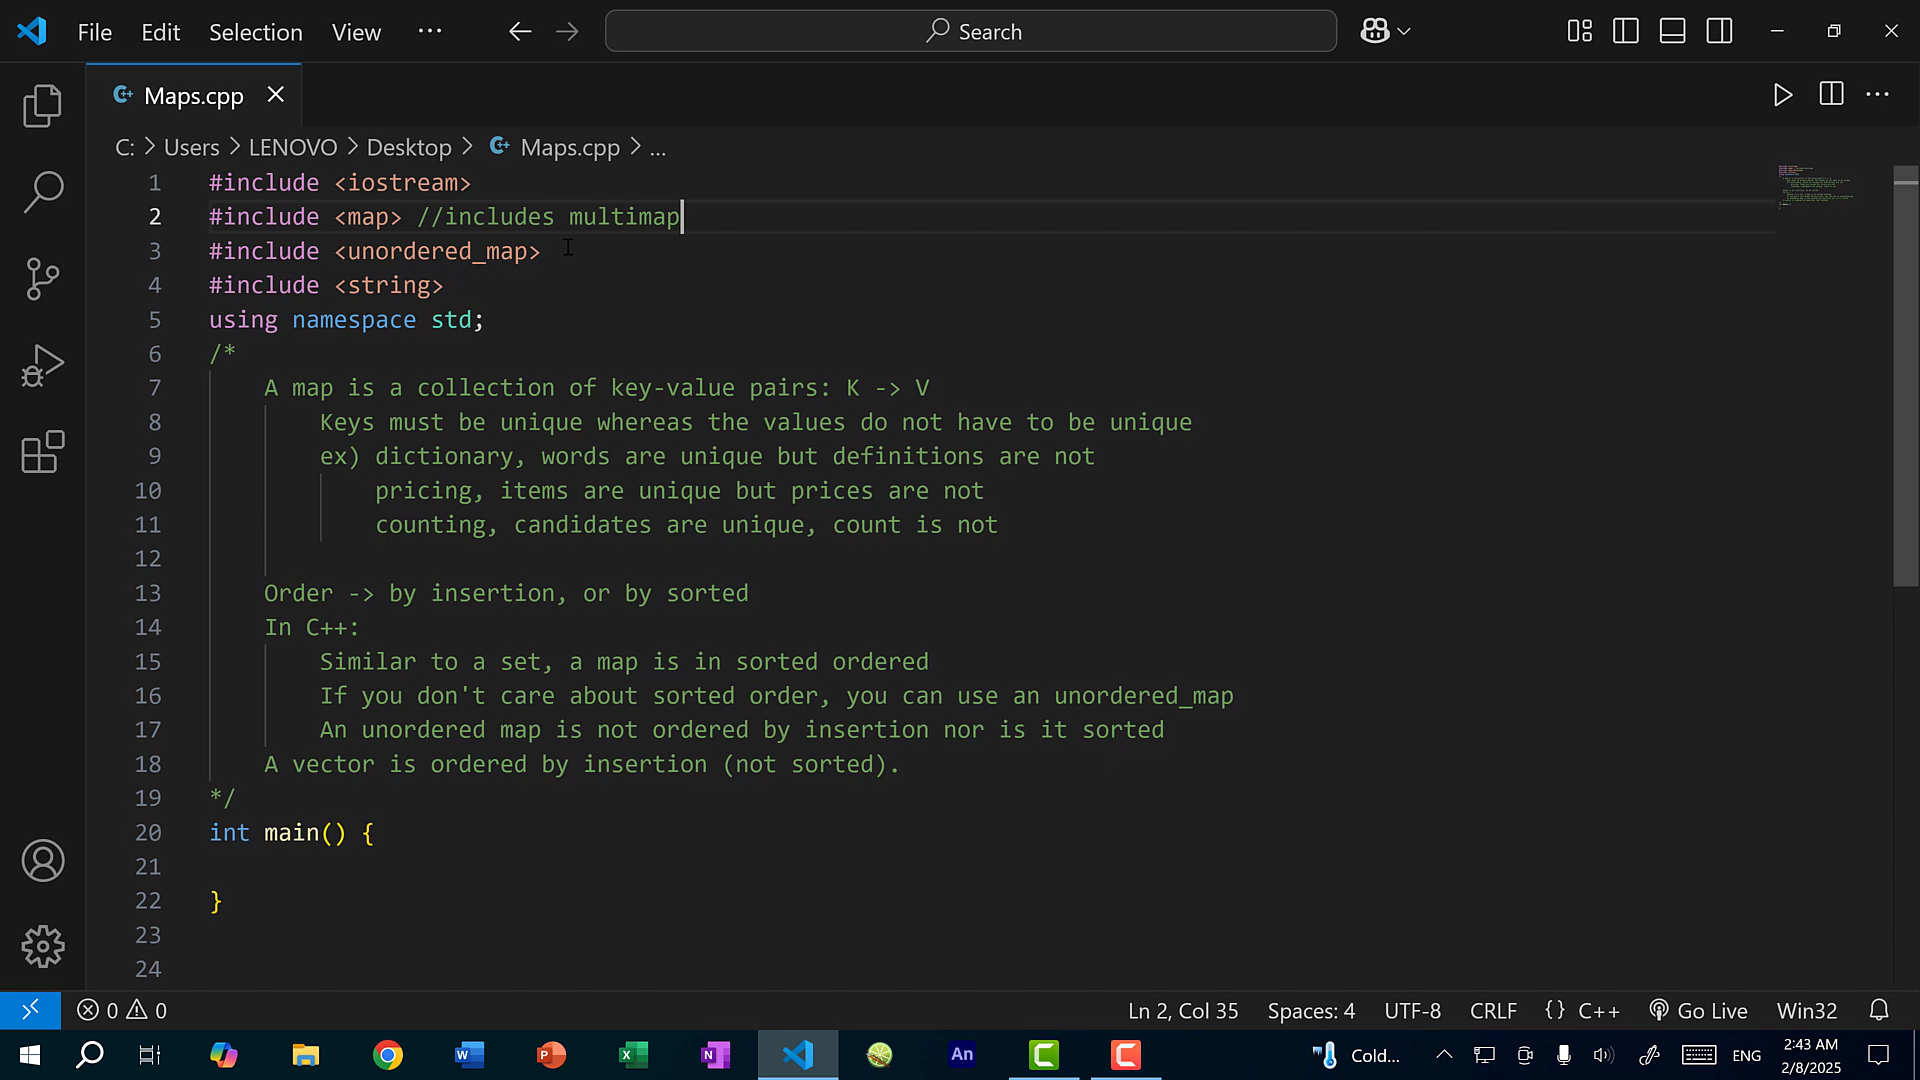 File Edit Selection View ··· Search
Maps.cpp
C: > Users > LENOVO > Desktop > Maps.cpp > ...
1 #include <iostream>
2 #include <map> //includes multimap
3 #include <unordered_map>
4 #include <string>
5 using namespace std;
6 /*
7 A map is a collection of key-value pairs: K -> V
8 Keys must be unique whereas the values do not have to be unique
9 ex) dictionary, words are unique but definitions are not
10 pricing, items are unique but prices are not
11 counting, candidates are unique, count is not
12
13 Order -> by insertion, or by sorted
14 In C++:
15 Similar to a set, a map is in sorted ordered
16 If you don't care about sorted order, you can use an unordered_map
17 An unordered map is not ordered by insertion nor is it sorted
18 A vector is ordered by insertion (not sorted).
19 */
20 int main() {
21
22 }
23
24
0 0 Ln 2, Col 35 Spaces: 4 UTF-8 CRLF {} C++ Go Live Win32
Cold... ENG 2:43 AM
2/8/2025